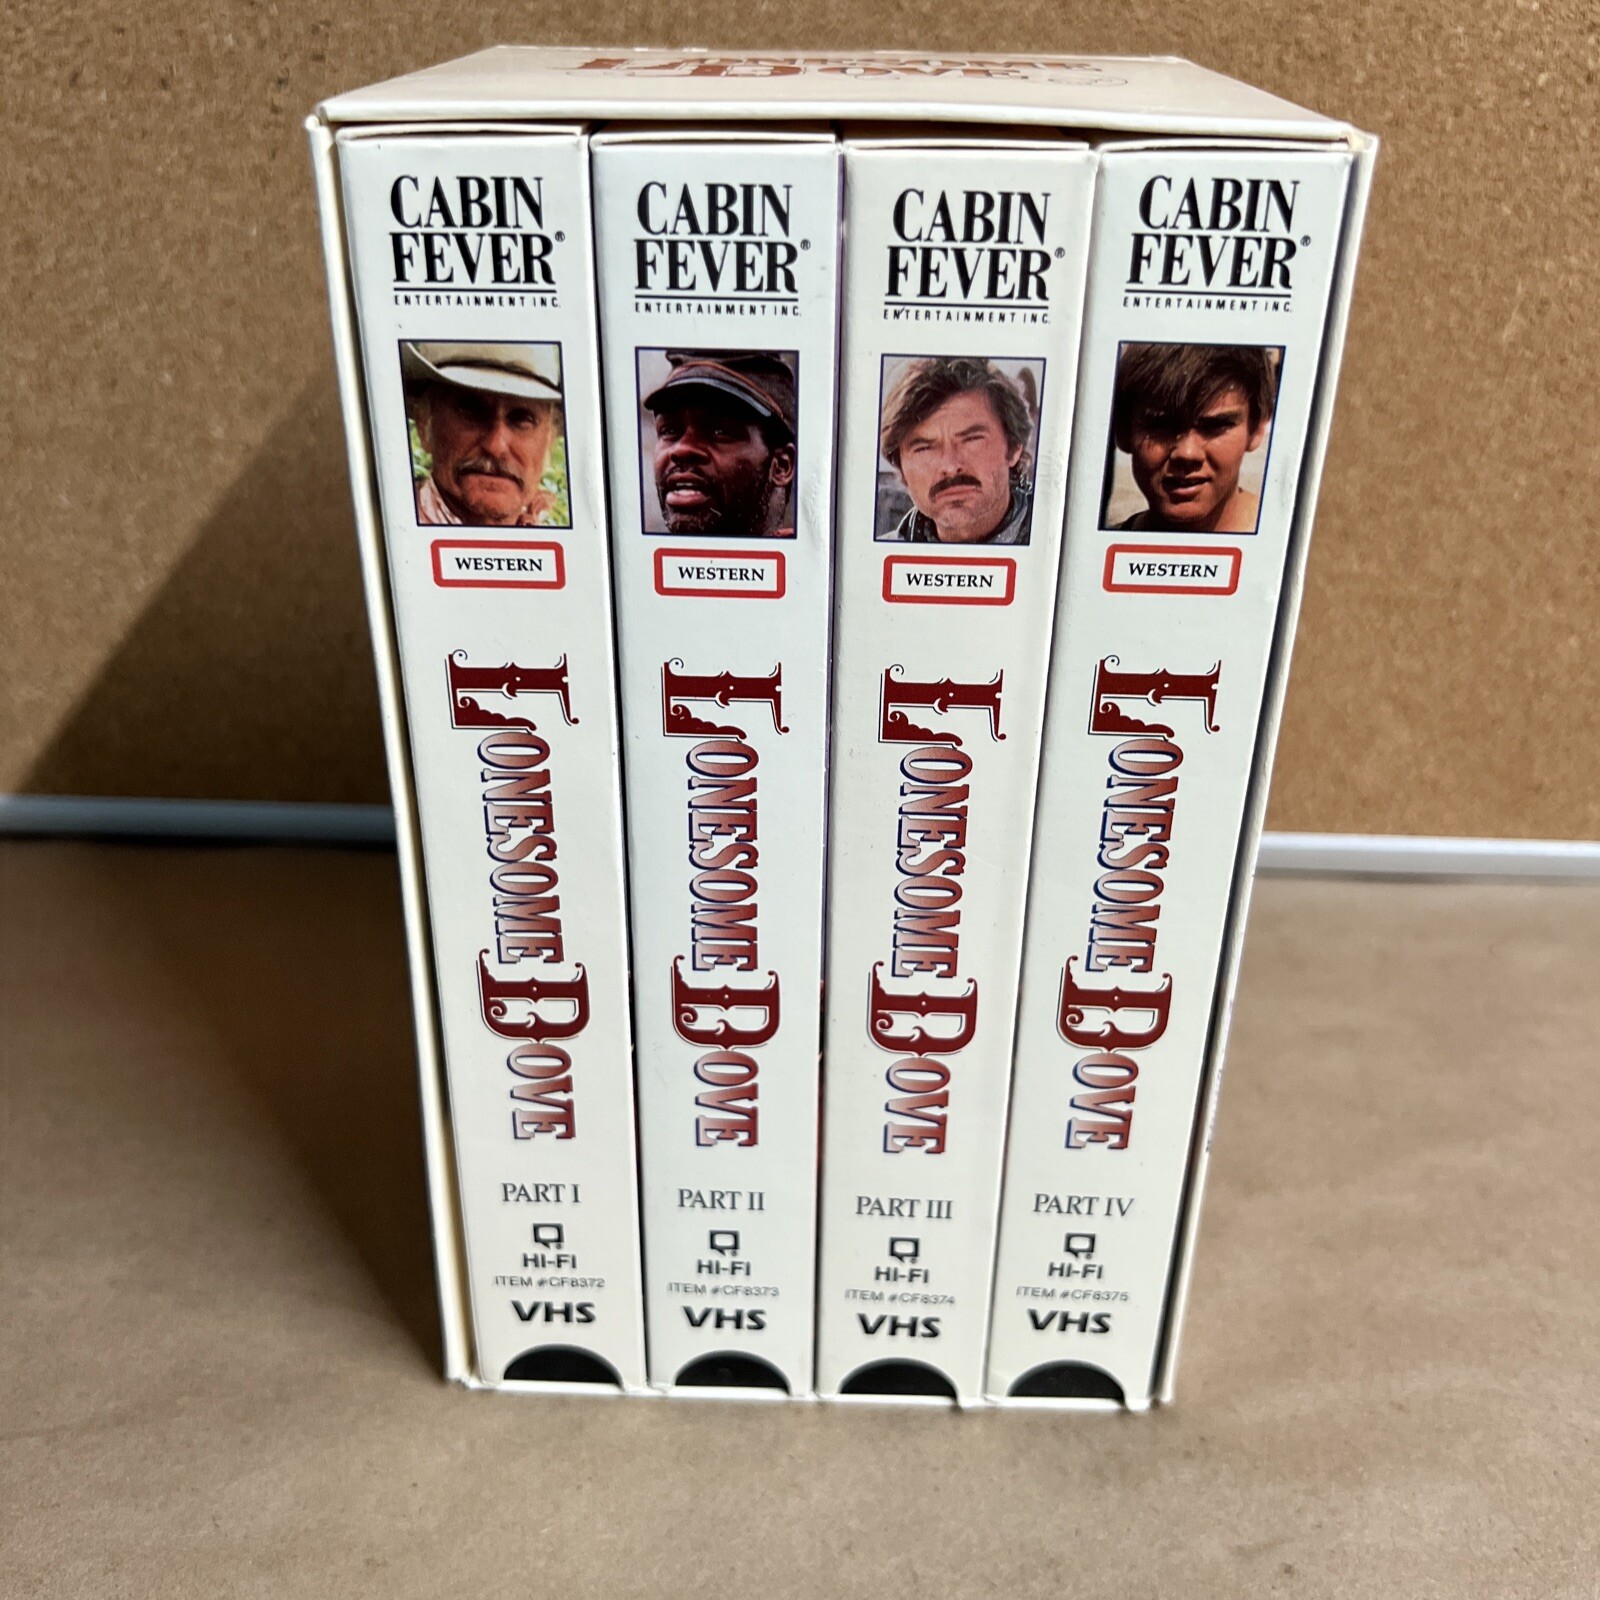 LONESOME
DOVE
CABIN
FEVER®
ENTERTAINMENT INC.
WESTERN
LONESOME DOVE
PART I
HI-FI
ITEM #CF8372
VHS
CABIN
FEVER®
ENTERTAINMENT INC.
WESTERN
LONESOME DOVE
PART II
HI-FI
ITEM #CF8373
VHS
CABIN
FEVER®
ENTERTAINMENT INC.
WESTERN
LONESOME DOVE
PART III
HI-FI
ITEM #CF8374
VHS
CABIN
FEVER®
ENTERTAINMENT INC.
WESTERN
LONESOME DOVE
PART IV
HI-FI
ITEM #CF8375
VHS